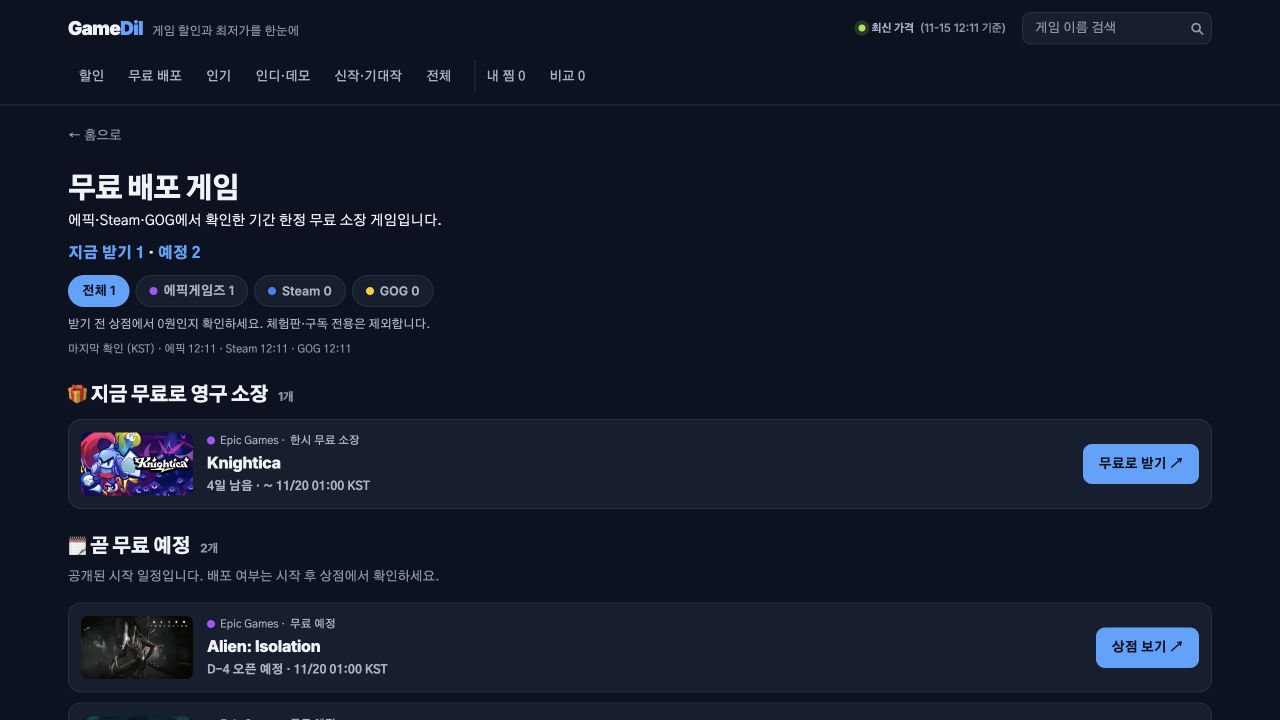 GameDil 게임 할인과 최저가를 한눈에
최신 가격 (11-15 12:11 기준)
게임 이름 검색
할인 무료 배포 인기 인디·데모 신작·기대작 전체 내 찜 0 비교 0
← 홈으로
무료 배포 게임
에픽·Steam·GOG에서 확인한 기간 한정 무료 소장 게임입니다.
지금 받기 1 · 예정 2
전체 1 에픽게임즈 1 Steam 0 GOG 0
받기 전 상점에서 0원인지 확인하세요. 체험판·구독 전용은 제외합니다.
마지막 확인 (KST) · 에픽 12:11 · Steam 12:11 · GOG 12:11
지금 무료로 영구 소장 1개
Knightica
Epic Games · 한시 무료 소장
Knightica
4일 남음 · ~ 11/20 01:00 KST
무료로 받기 ↗
곧 무료 예정 2개
공개된 시작 일정입니다. 배포 여부는 시작 후 상점에서 확인하세요.
Epic Games · 무료 예정
Alien: Isolation
D-4 오픈 예정 · 11/20 01:00 KST
상점 보기 ↗